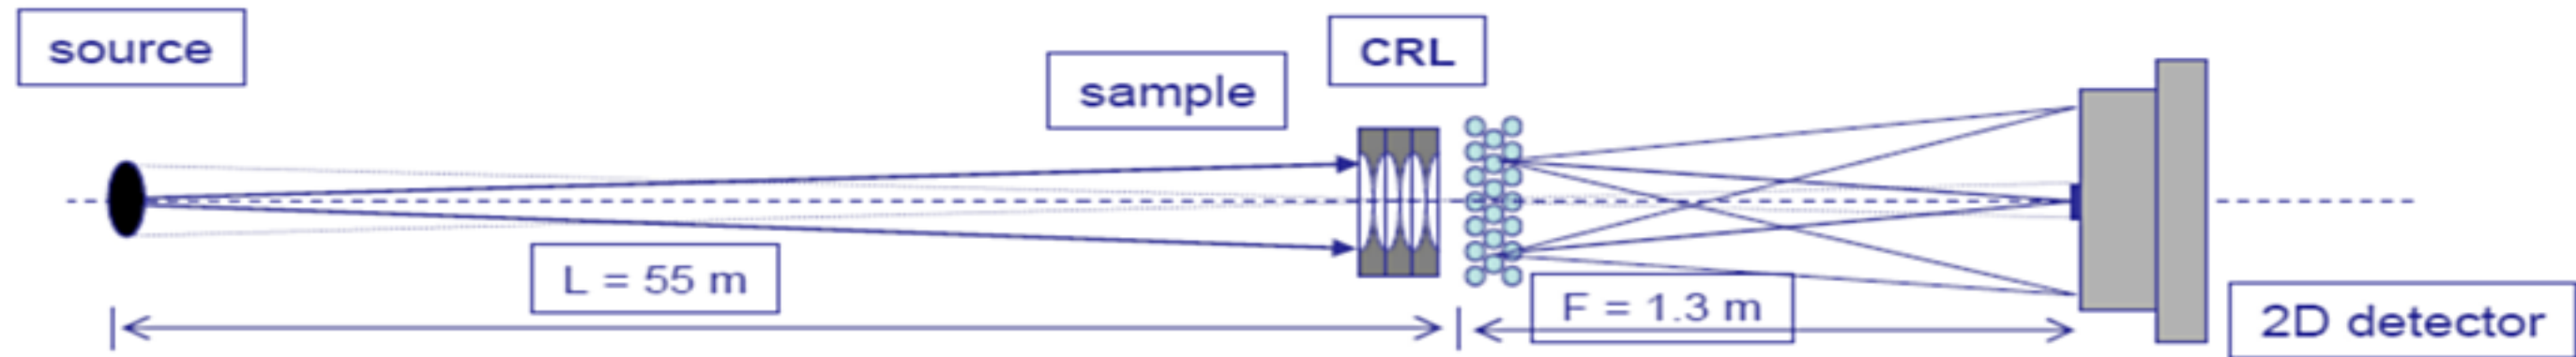 source
sample
CRL
L = 55 m
F = 1.3 m
2D detector